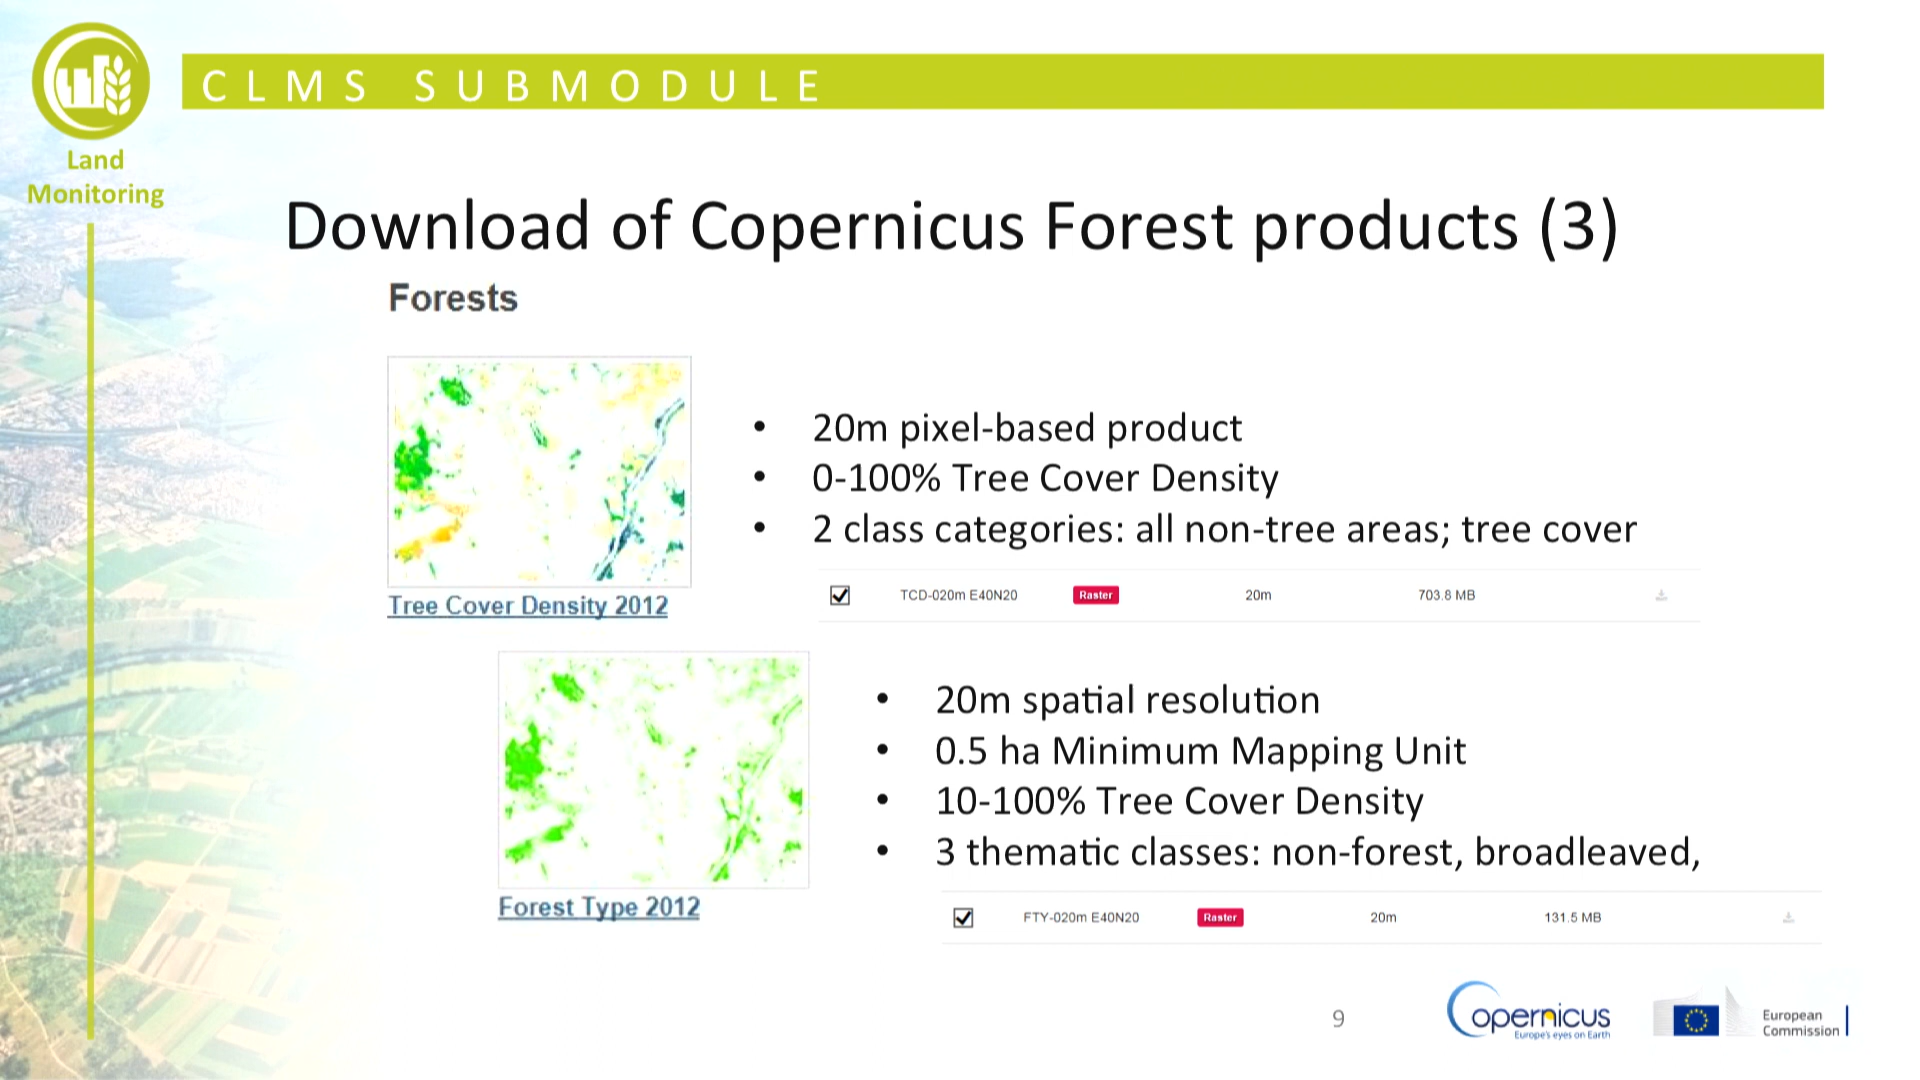 CLMS SUBMODULE
Land
Monitoring
Download of Copernicus Forest products (3)
Forests
• 20m pixel-based product
• 0-100% Tree Cover Density
• 2 class categories: all non-tree areas; tree cover
TCD-020m E40N20 Raster 20m 703.8 MB
Tree Cover Density 2012
• 20m spatial resolution
• 0.5 ha Minimum Mapping Unit
• 10-100% Tree Cover Density
• 3 thematic classes: non-forest, broadleaved,
FTY-020m E40N20 Raster 20m 131.5 MB
Forest Type 2012
9
opernicus
Europe's eyes on Earth
European
Commission